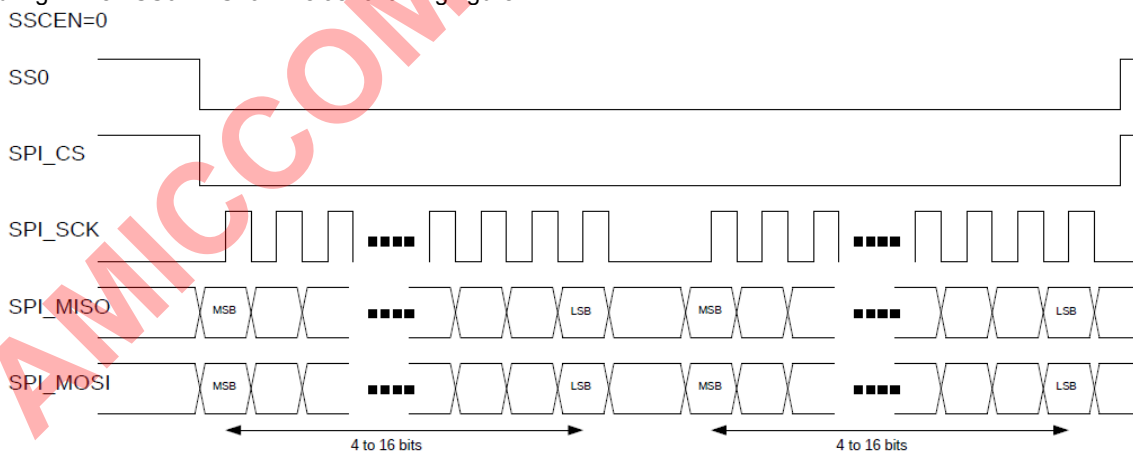 SSCEN=0
SS0
SPI_CS
SPI_SCK
SPI_MISO MSB LSB MSB LSB
SPI_MOSI MSB LSB MSB LSB
4 to 16 bits 4 to 16 bits
AMICCOM